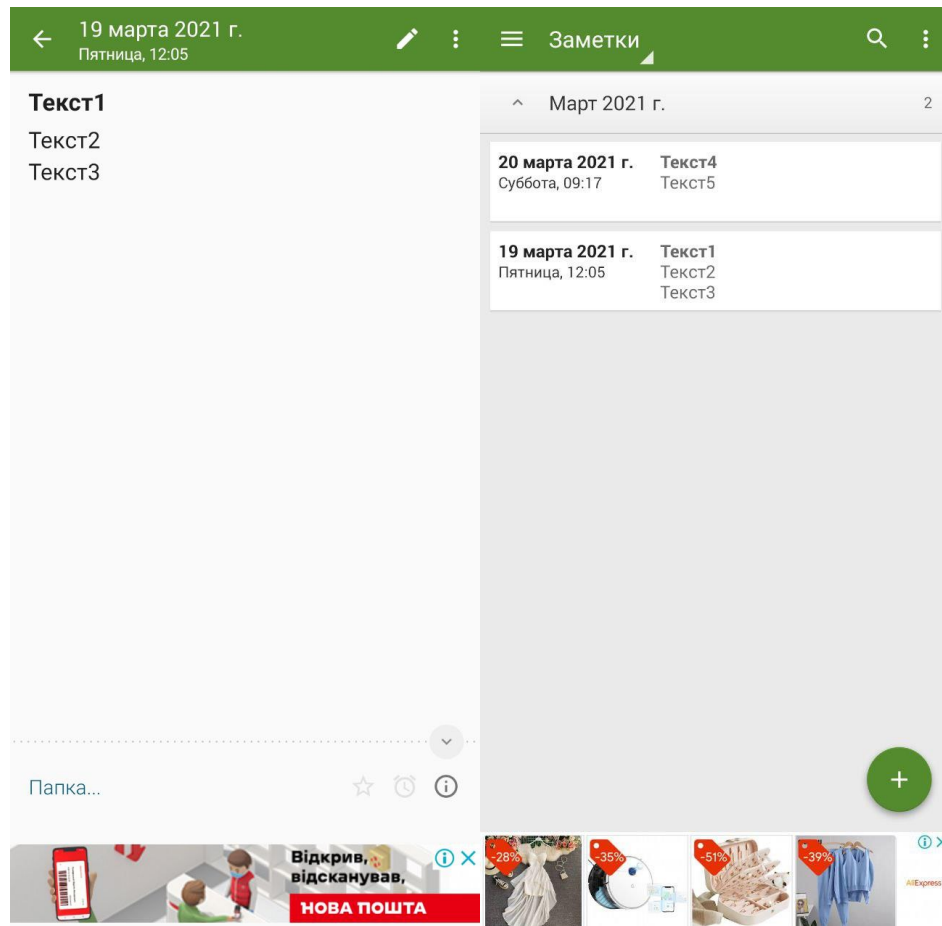 19 марта 2021 г.
Пятница, 12:05
Текст1
Текст2
Текст3
Папка...
Відкрив,
відсканував,
НОВА ПОШТА
Заметки
Март 2021 г.
2
20 марта 2021 г.
Суббота, 09:17
Текст4
Текст5
19 марта 2021 г.
Пятница, 12:05
Текст1
Текст2
Текст3
-28%
-35%
-51%
-39%
AliExpress